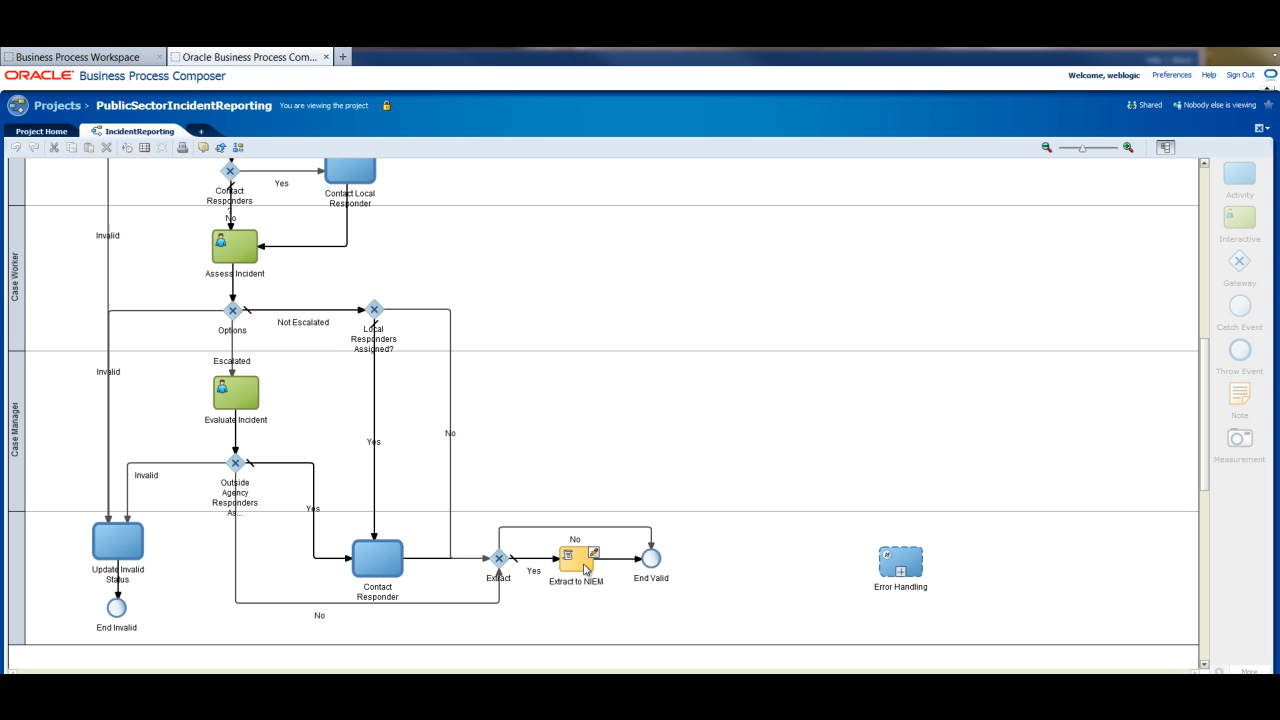 Business Process Workspace
Oracle Business Process Com...
ORACLE Business Process Composer
Welcome, weblogic Preferences Help Sign Out
Projects > PublicSectorIncidentReporting You are viewing the project
Shared Nobody else is viewing
Project Home IncidentReporting +
Activity
Interactive
Gateway
Catch Event
Throw Event
Note
Measurement
More
Case Worker
Case Manager
Contact
Responders
?
Yes
Contact Local
Responder
No
Invalid
Assess Incident
Options
Not Escalated
Local
Responders
Assigned?
Escalated
Invalid
Evaluate Incident
Yes
No
Invalid
Outside
Agency
Responders
As...
Yes
Update Invalid
Status
End Invalid
Contact
Responder
No
Extract
Yes
No
Extract to NIEM
End Valid
Error Handling